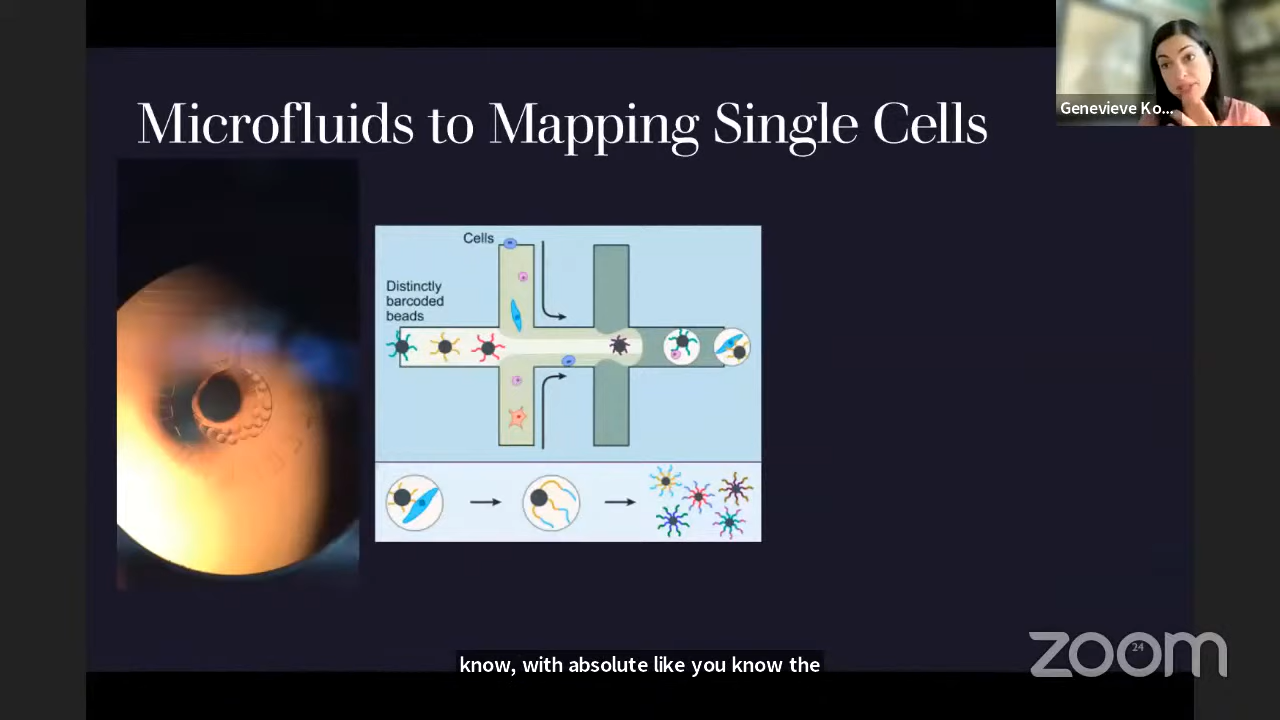 Microfluids to Mapping Single Cells
Genevieve Ko...
Cells
Distinctly
barcoded
beads
24
zoom
know, with absolute like you know the